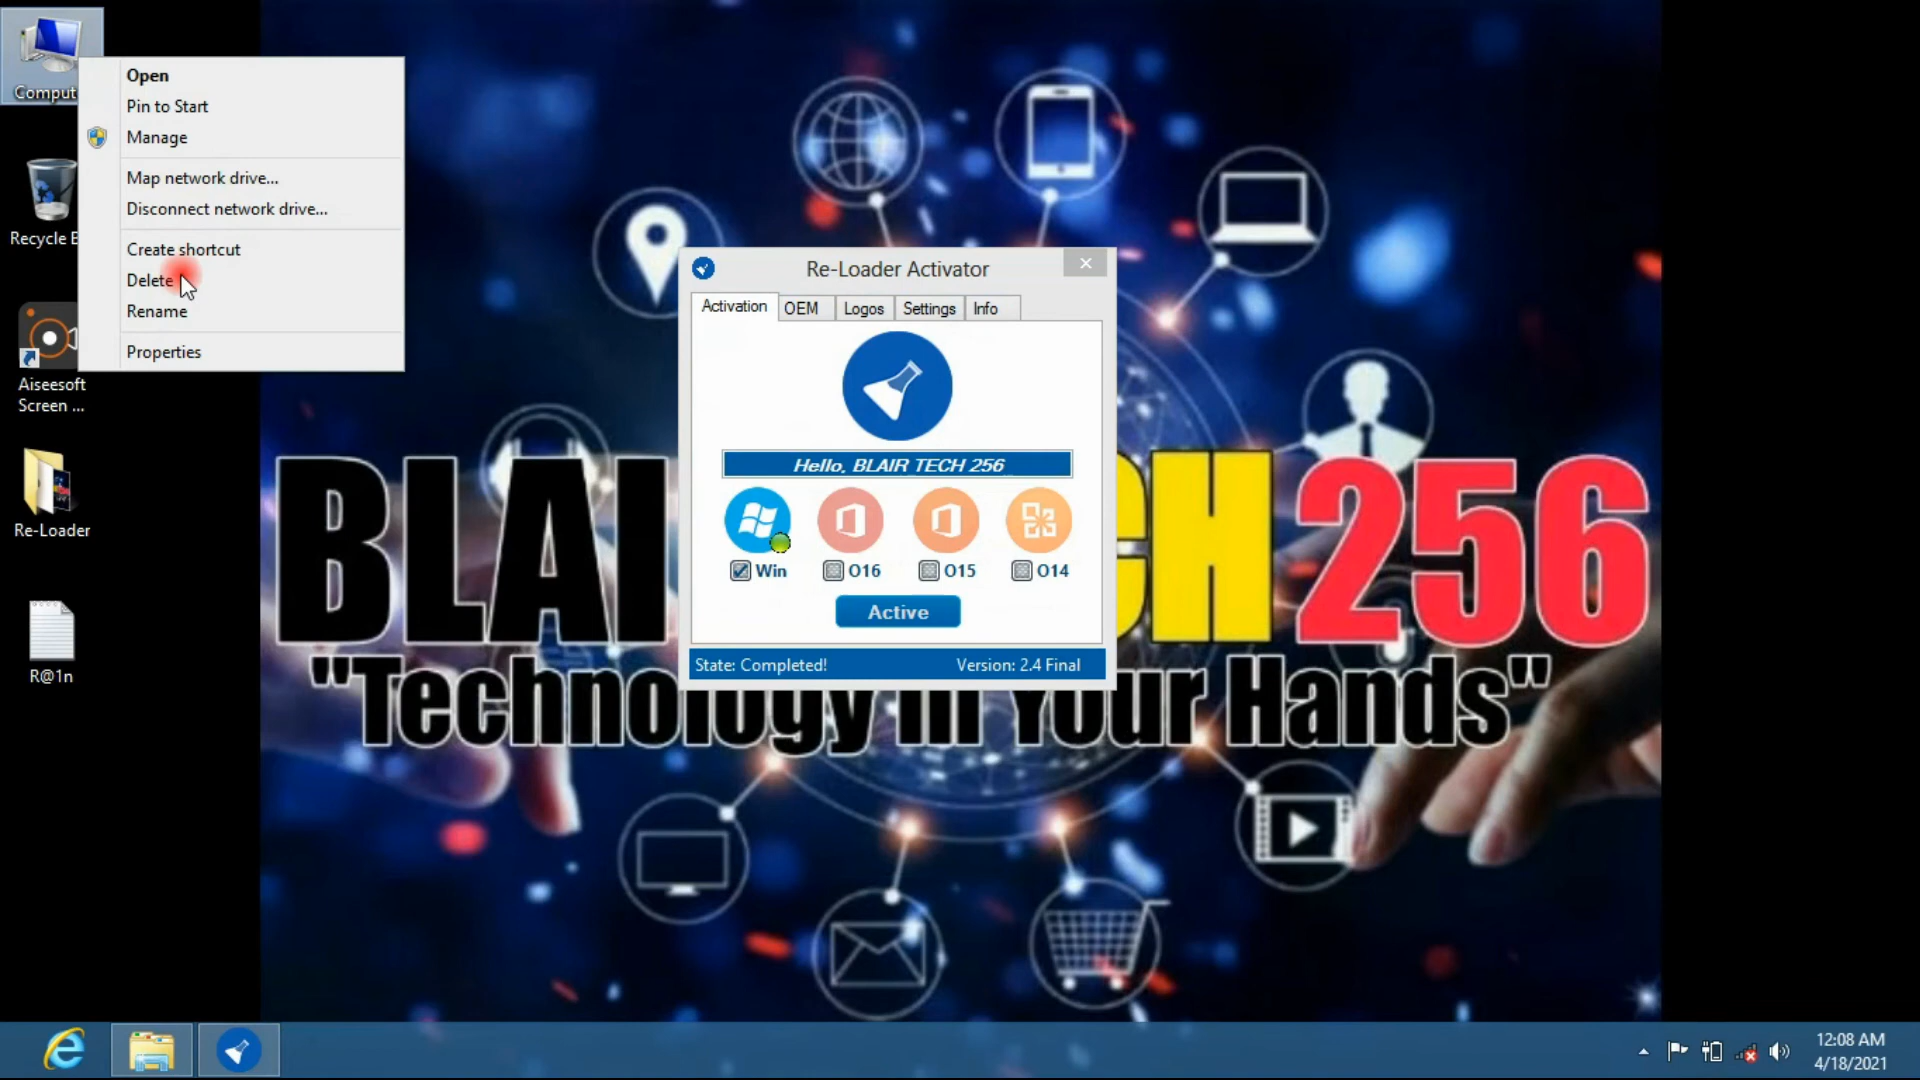 Comput
Open
Pin to Start
Manage
Map network drive...
Disconnect network drive...
Create shortcut
Delete
Rename
Properties
Recycle B
Aiseesoft
Screen ...
Re-Loader
R@1n
Re-Loader Activator
Activation
OEM
Logos
Settings
Info
Hello, BLAIR TECH 256
Win
O16
O15
O14
Active
State: Completed!
Version: 2.4 Final
BLAI CH 256
"Technology In Your Hands"
12:08 AM
4/18/2021